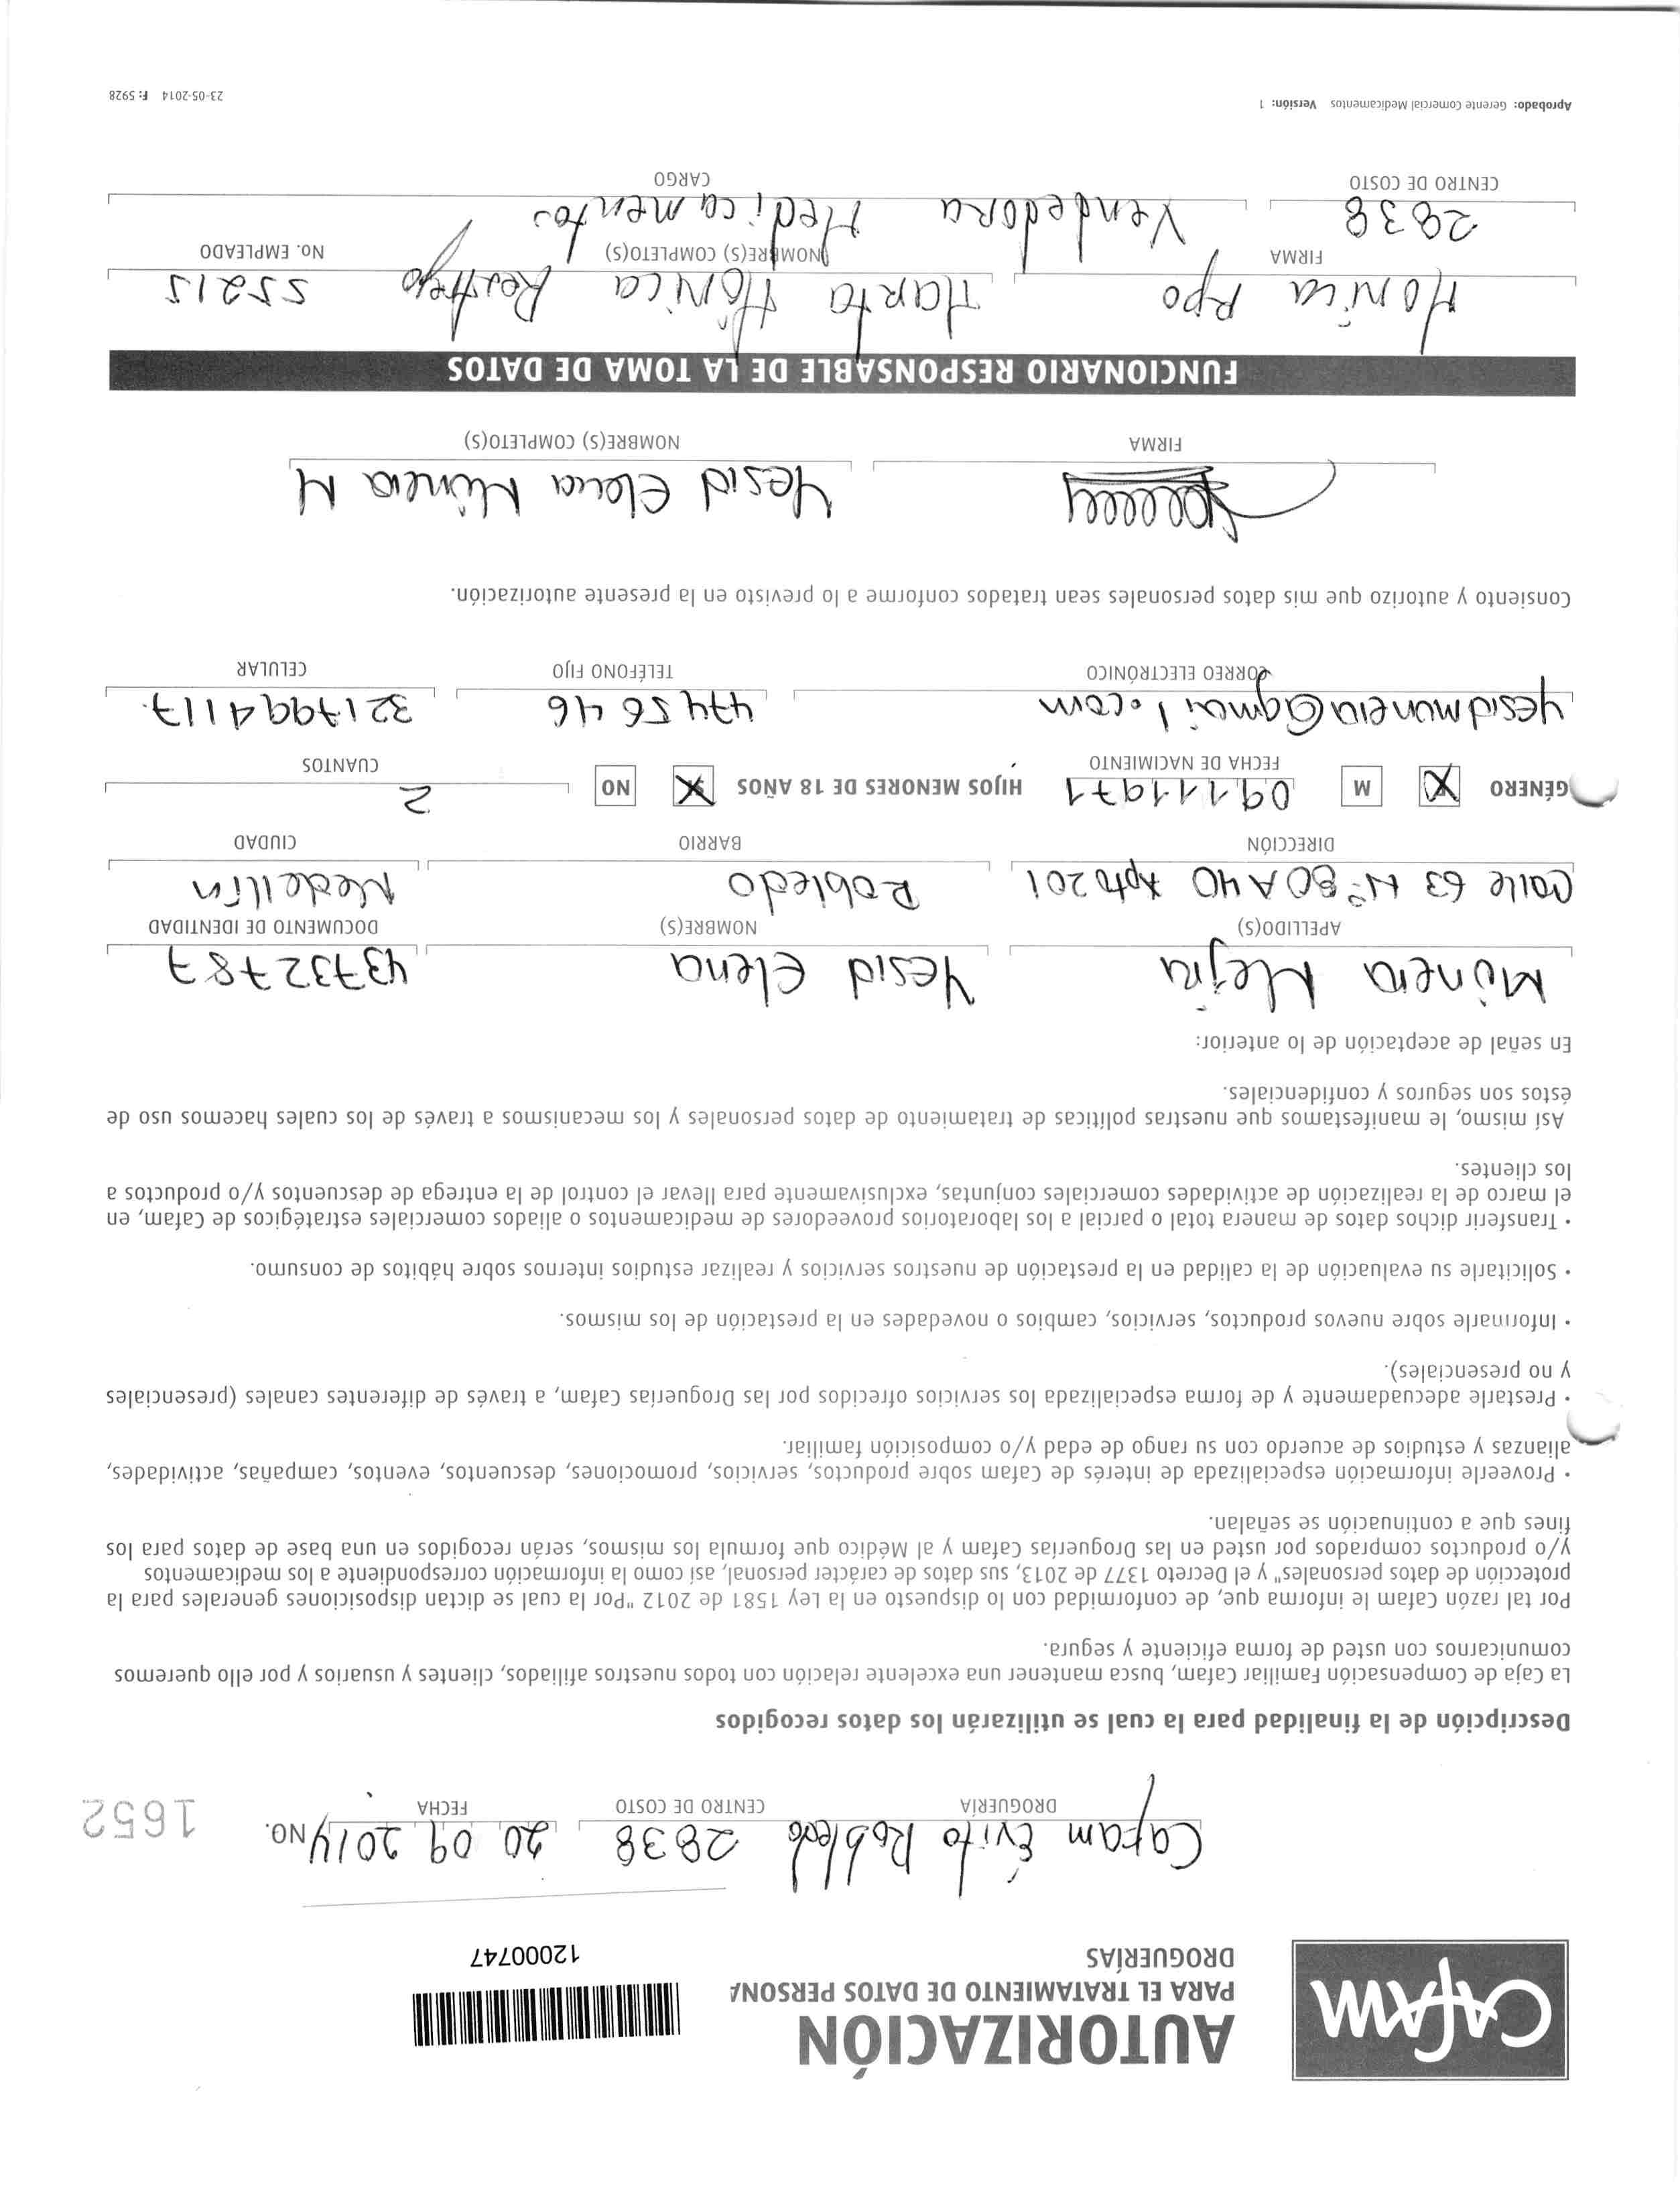 CAFAM
AUTORIZACIÓN
PARA EL TRATAMIENTO DE DATOS PERSONA
DROGUERÍAS
12000747
Cafam Éxito Robledo 2838 20 09 2014 NO. 1652
DROGUERÍA CENTRO DE COSTO FECHA
Descripción de la finalidad para la cual se utilizarán los datos recogidos
La Caja de Compensación Familiar Cafam, busca mantener una excelente relación con todos nuestros afiliados, clientes y usuarios y por ello queremos
comunicarnos con usted de forma eficiente y segura.
Por tal razón Cafam le informa que, de conformidad con lo dispuesto en la Ley 1581 de 2012 "Por la cual se dictan disposiciones generales para la
protección de datos personales" y el Decreto 1377 de 2013, sus datos de carácter personal, así como la información correspondiente a los medicamentos
y/o productos comprados por usted en las Droguerías Cafam y al Médico que formula los mismos, serán recogidos en una base de datos para los
fines que a continuación se señalan.
• Proveerle información especializada de interés de Cafam sobre productos, servicios, promociones, descuentos, eventos, campañas, actividades,
alianzas y estudios de acuerdo con su rango de edad y/o composición familiar.
• Prestarle adecuadamente y de forma especializada los servicios ofrecidos por las Droguerías Cafam, a través de diferentes canales (presenciales
y no presenciales).
• Informarle sobre nuevos productos, servicios, cambios o novedades en la prestación de los mismos.
• Solicitarle su evaluación de la calidad en la prestación de nuestros servicios y realizar estudios internos sobre hábitos de consumo.
• Transferir dichos datos de manera total o parcial a los laboratorios proveedores de medicamentos o aliados comerciales estratégicos de Cafam, en
el marco de la realización de actividades comerciales conjuntas, exclusivamente para llevar el control de la entrega de descuentos y/o productos a
los clientes.
Así mismo, le manifestamos que nuestras políticas de tratamiento de datos personales y los mecanismos a través de los cuales hacemos uso de
éstos son seguros y confidenciales.
En señal de aceptación de lo anterior:
Múnera Mejía Yesid Elena 43732787
APELLIDO(S) NOMBRE(S) DOCUMENTO DE IDENTIDAD
Calle 63 Nº 80A40 Apto 201 Robledo Medellín
DIRECCIÓN BARRIO CIUDAD
GÉNERO X M 09111971 HIJOS MENORES DE 18 AÑOS X NO 2
FECHA DE NACIMIENTO CUANTOS
yesidmunera@gmail.com 4745646 3217994117
CORREO ELECTRÓNICO TELÉFONO FIJO CELULAR
Consiento y autorizo que mis datos personales sean tratados conforme a lo previsto en la presente autorización.
Yesid Elena Múnera M
FIRMA NOMBRE(S) COMPLETO(S)
FUNCIONARIO RESPONSABLE DE LA TOMA DE DATOS
Mónica Rpo Marta Mónica Restrepo 55215
FIRMA NOMBRE(S) COMPLETO(S) NO. EMPLEADO
2838 Vendedora Medicamentos
CENTRO DE COSTO CARGO
Aprobado: Gerente Comercial Medicamentos Versión: 1 23-05-2014 F: 5928